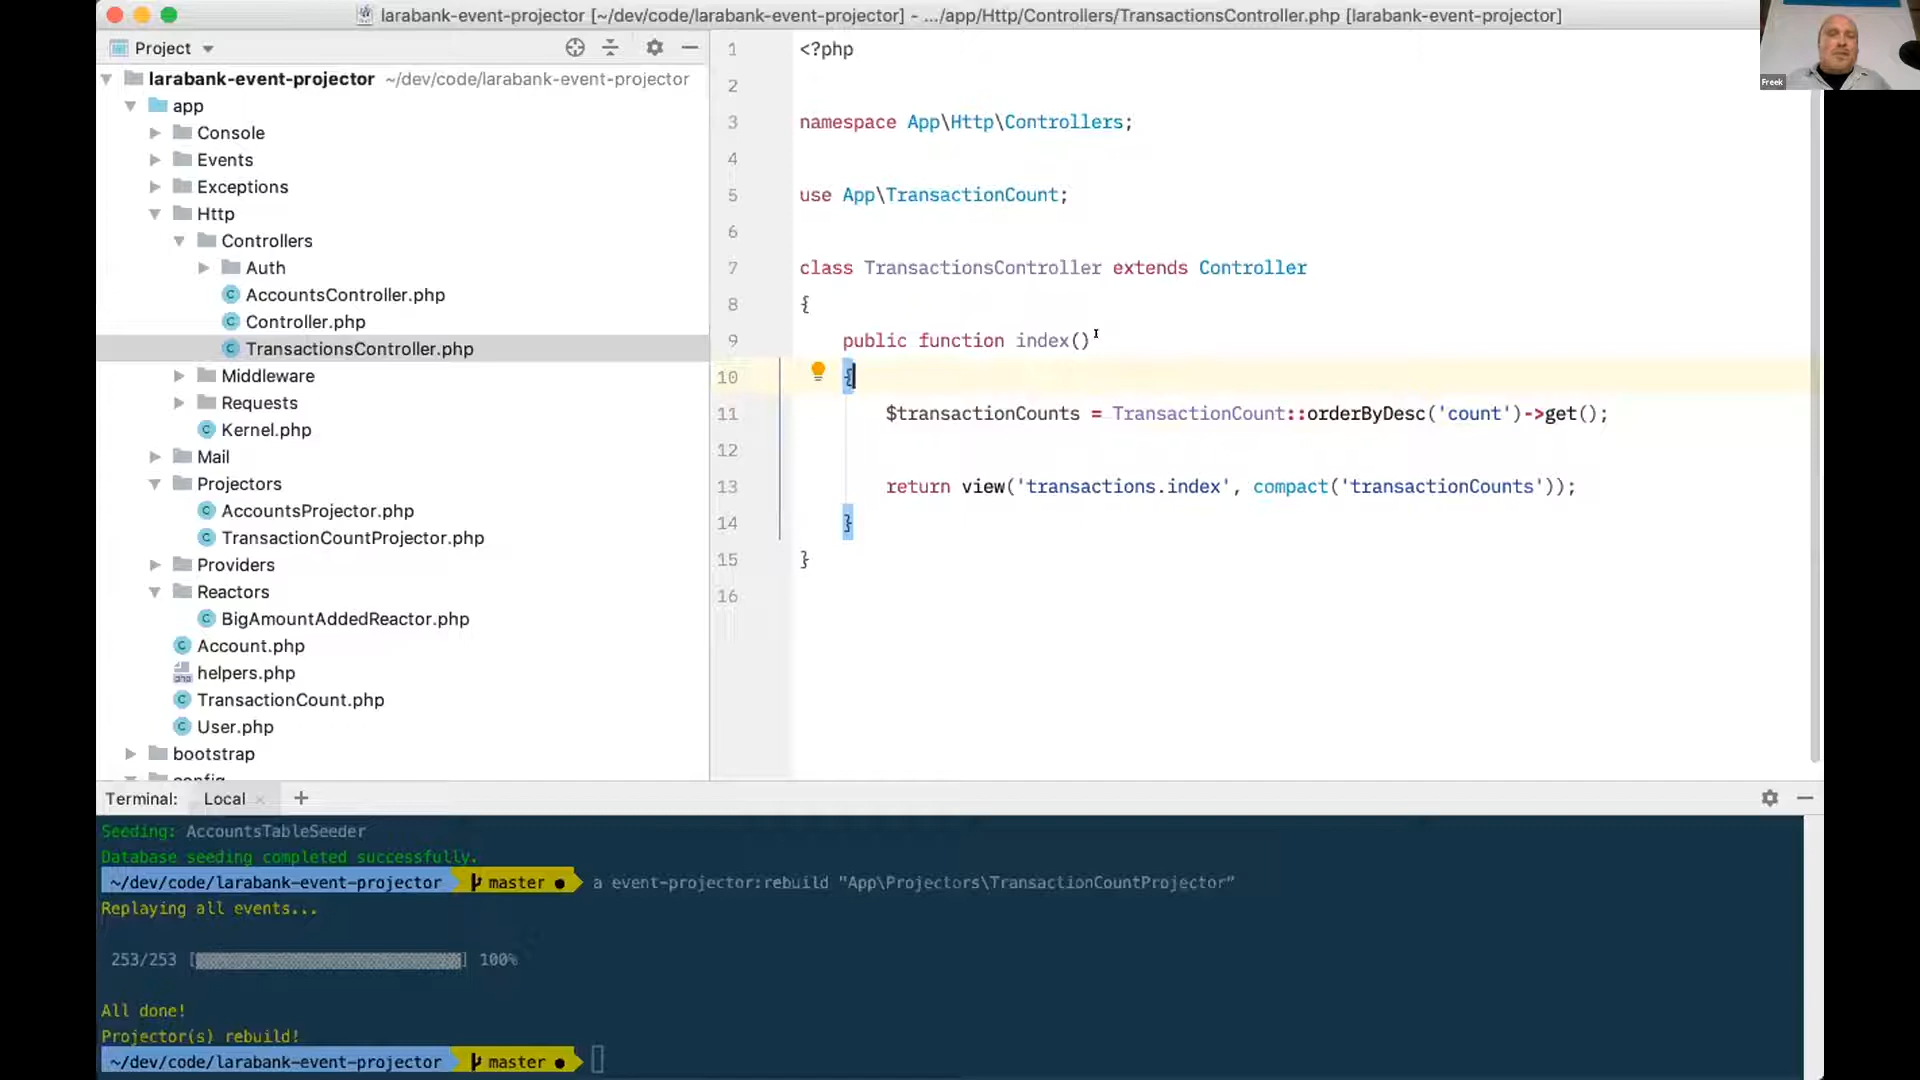 larabank-event-projector [~/dev/code/larabank-event-projector] - .../app/Http/Controllers/TransactionsController.php [larabank-event-projector]
Freek
Project
larabank-event-projector ~/dev/code/larabank-event-projector
app
Console
Events
Exceptions
Http
Controllers
Auth
AccountsController.php
Controller.php
TransactionsController.php
Middleware
Requests
Kernel.php
Mail
Projectors
AccountsProjector.php
TransactionCountProjector.php
Providers
Reactors
BigAmountAddedReactor.php
Account.php
helpers.php
TransactionCount.php
User.php
bootstrap
config
1 <?php
2
3 namespace App\Http\Controllers;
4
5 use App\TransactionCount;
6
7 class TransactionsController extends Controller
8 {
9 public function index()
10 {
11 $transactionCounts = TransactionCount::orderByDesc('count')->get();
12
13 return view('transactions.index', compact('transactionCounts'));
14 }
15 }
16
Terminal: Local × +
Seeding: AccountsTableSeeder
Database seeding completed successfully.
~/dev/code/larabank-event-projector master ● a event-projector:rebuild "App\Projectors\TransactionCountProjector"
Replaying all events...
253/253 [ ] 100%
All done!
Projector(s) rebuild!
~/dev/code/larabank-event-projector master ●